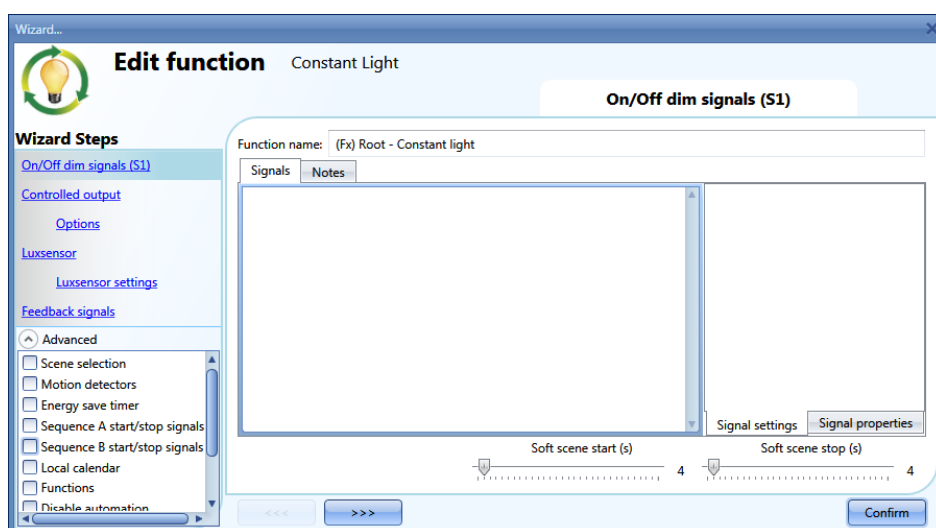 Wizard...
Edit function Constant Light
On/Off dim signals (S1)
Wizard Steps
On/Off dim signals (S1)
Controlled output
Options
Luxsensor
Luxsensor settings
Feedback signals
Advanced
Scene selection
Motion detectors
Energy save timer
Sequence A start/stop signals
Sequence B start/stop signals
Local calendar
Functions
Disable automation
Function name: (Fx) Root - Constant light
Signals Notes
Signal settings Signal properties
Soft scene start (s) 4 Soft scene stop (s) 4
<<< >>> Confirm